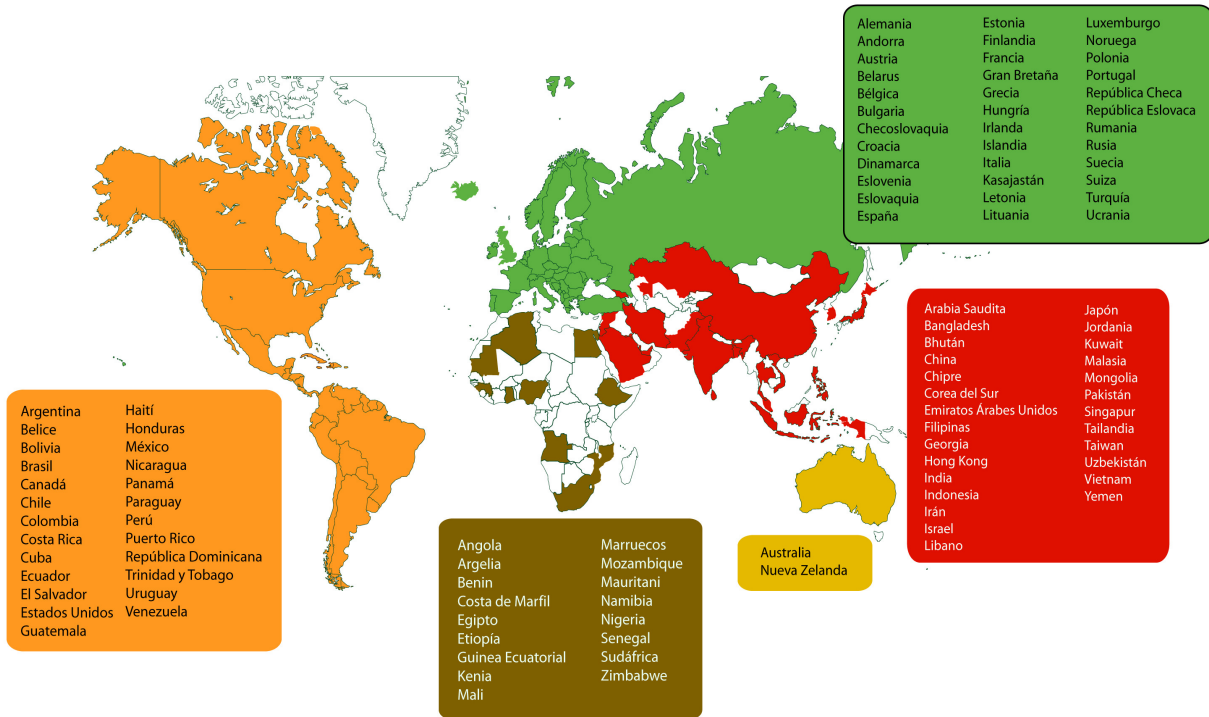 Alemania
Andorra
Austria
Belarus
Bélgica
Bulgaria
Checoslovaquia
Croacia
Dinamarca
Eslovenia
Eslovaquia
España
Estonia
Finlandia
Francia
Gran Bretaña
Grecia
Hungría
Irlanda
Islandia
Italia
Kasajastán
Letonia
Lituania
Luxemburgo
Noruega
Polonia
Portugal
República Checa
República Eslovaca
Rumania
Rusia
Suecia
Suiza
Turquía
Ucrania
Arabia Saudita
Bangladesh
Bhután
China
Chipre
Corea del Sur
Emiratos Árabes Unidos
Filipinas
Georgia
Hong Kong
India
Indonesia
Irán
Israel
Libano
Japón
Jordania
Kuwait
Malasia
Mongolia
Pakistán
Singapur
Tailandia
Taiwan
Uzbekistán
Vietnam
Yemen
Argentina
Belice
Bolivia
Brasil
Canadá
Chile
Colombia
Costa Rica
Cuba
Ecuador
El Salvador
Estados Unidos
Guatemala
Haití
Honduras
México
Nicaragua
Panamá
Paraguay
Perú
Puerto Rico
República Dominicana
Trinidad y Tobago
Uruguay
Venezuela
Angola
Argelia
Benin
Costa de Marfil
Egipto
Etiopía
Guinea Ecuatorial
Kenia
Mali
Marruecos
Mozambique
Mauritani
Namibia
Nigeria
Senegal
Sudáfrica
Zimbabwe
Australia
Nueva Zelanda